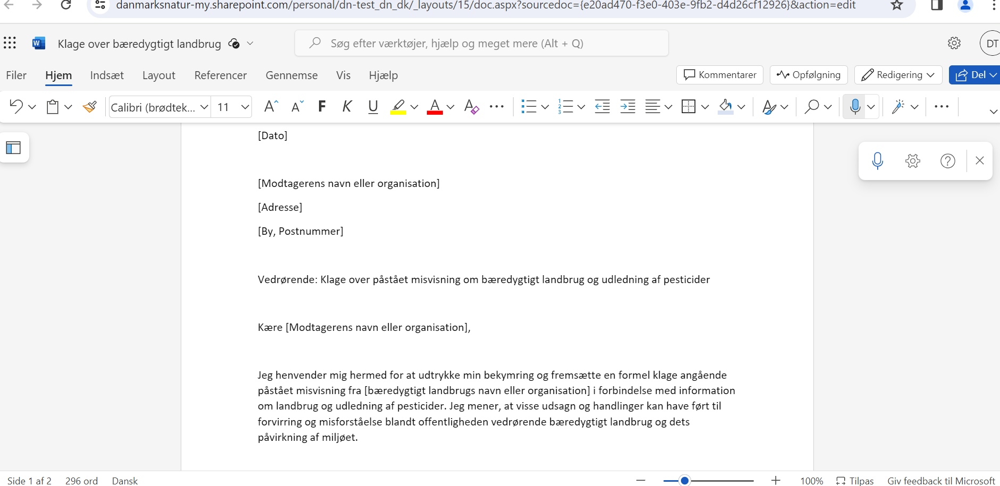 danmarksnatur-my.sharepoint.com/personal/dn-test_dn_dk/_layouts/15/doc.aspx?sourcedoc={e20ad470-f3e0-403e-9fb2-d4d26cf12926}&action=edit
Klage over bæredygtigt landbrug
Søg efter værktøjer, hjælp og meget mere (Alt + Q)
DT
Filer Hjem Indsæt Layout Referencer Gennemse Vis Hjælp Kommentarer Opfølgning Redigering Del
Calibri (brødtek... 11 A A F K U A A ...
[Dato]
[Modtagerens navn eller organisation]
[Adresse]
[By, Postnummer]
Vedrørende: Klage over påstået misvisning om bæredygtigt landbrug og udledning af pesticider
Kære [Modtagerens navn eller organisation],
Jeg henvender mig hermed for at udtrykke min bekymring og fremsætte en formel klage angående
påstået misvisning fra [bæredygtigt landbrugs navn eller organisation] i forbindelse med information
om landbrug og udledning af pesticider. Jeg mener, at visse udsagn og handlinger kan have ført til
forvirring og misforståelse blandt offentligheden vedrørende bæredygtigt landbrug og dets
påvirkning af miljøet.
Side 1 af 2 296 ord Dansk 100% Tilpas Giv feedback til Microsoft